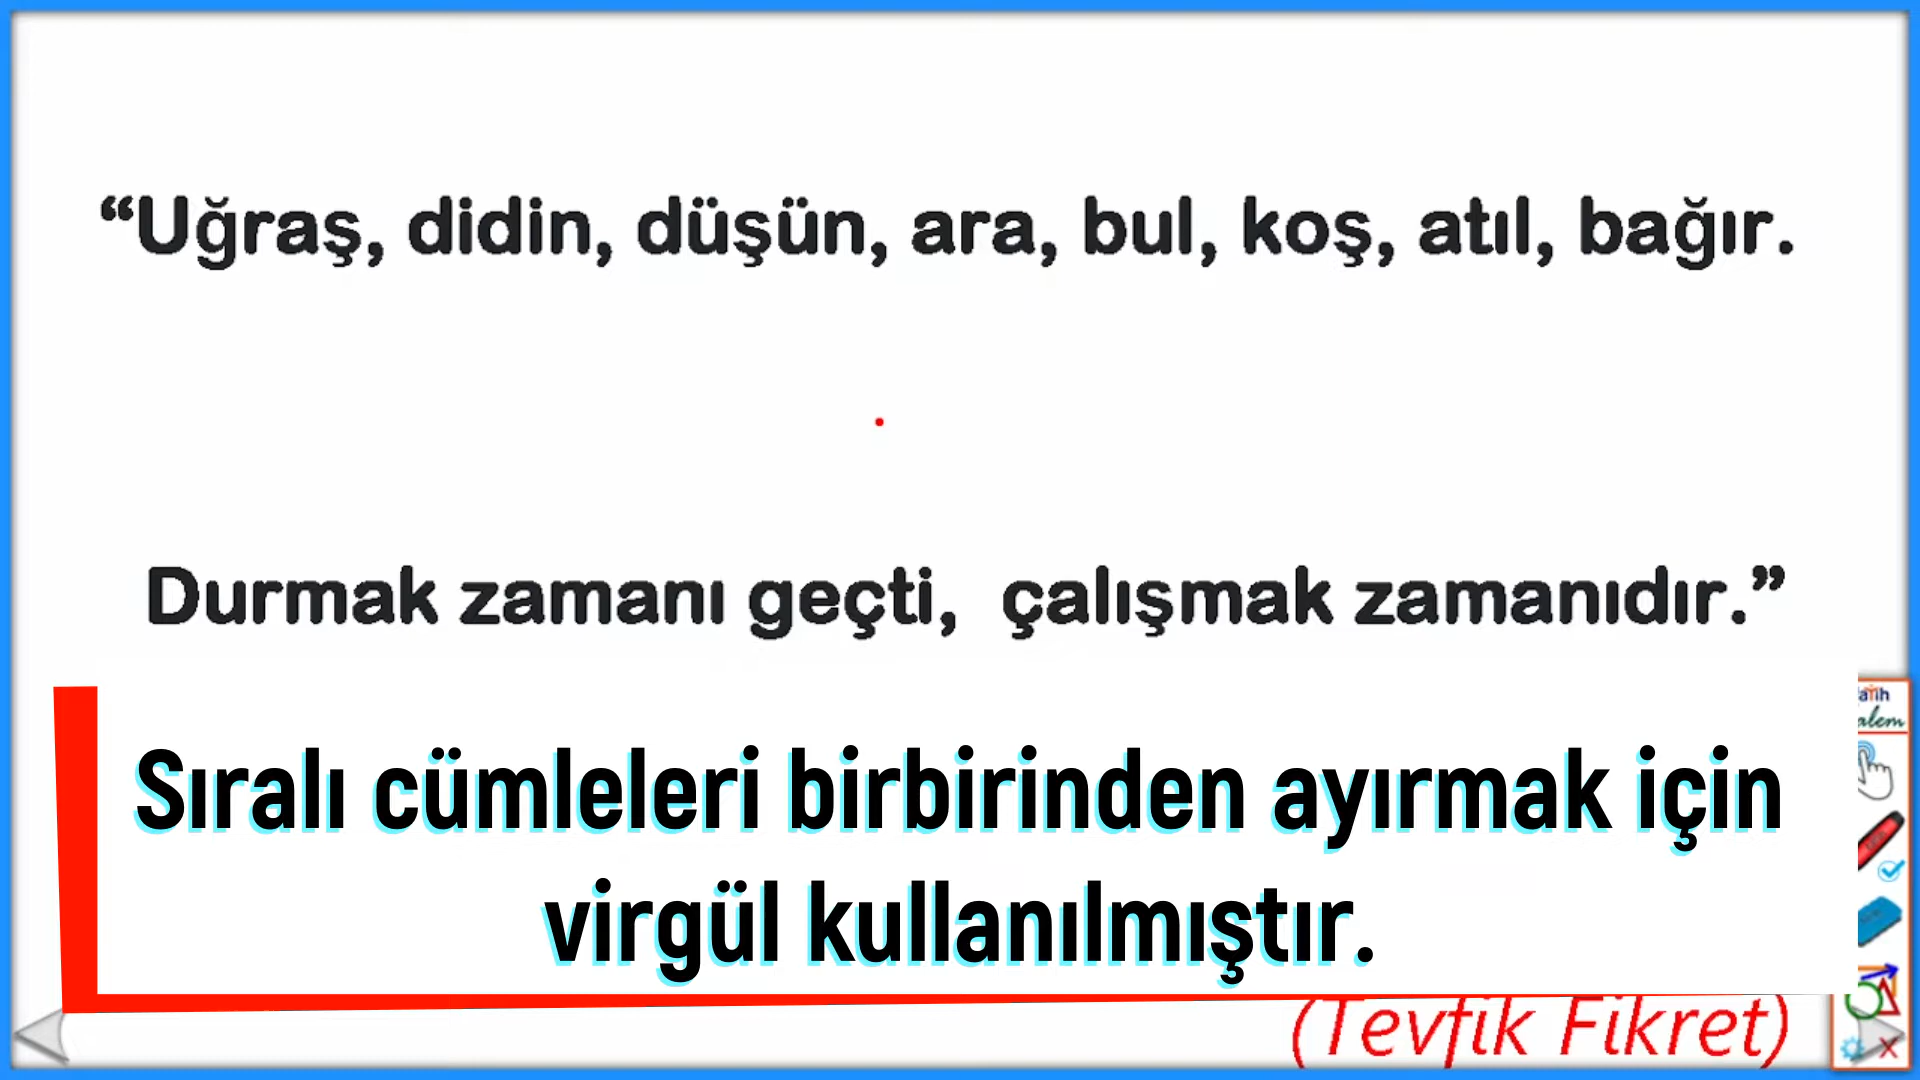 “Uğraş, didin, düşün, ara, bul, koş, atıl, bağır.
Durmak zamanı geçti, çalışmak zamanıdır.”
Sıralı cümleleri birbirinden ayırmak için
virgül kullanılmıştır.
(Tevfik Fikret)